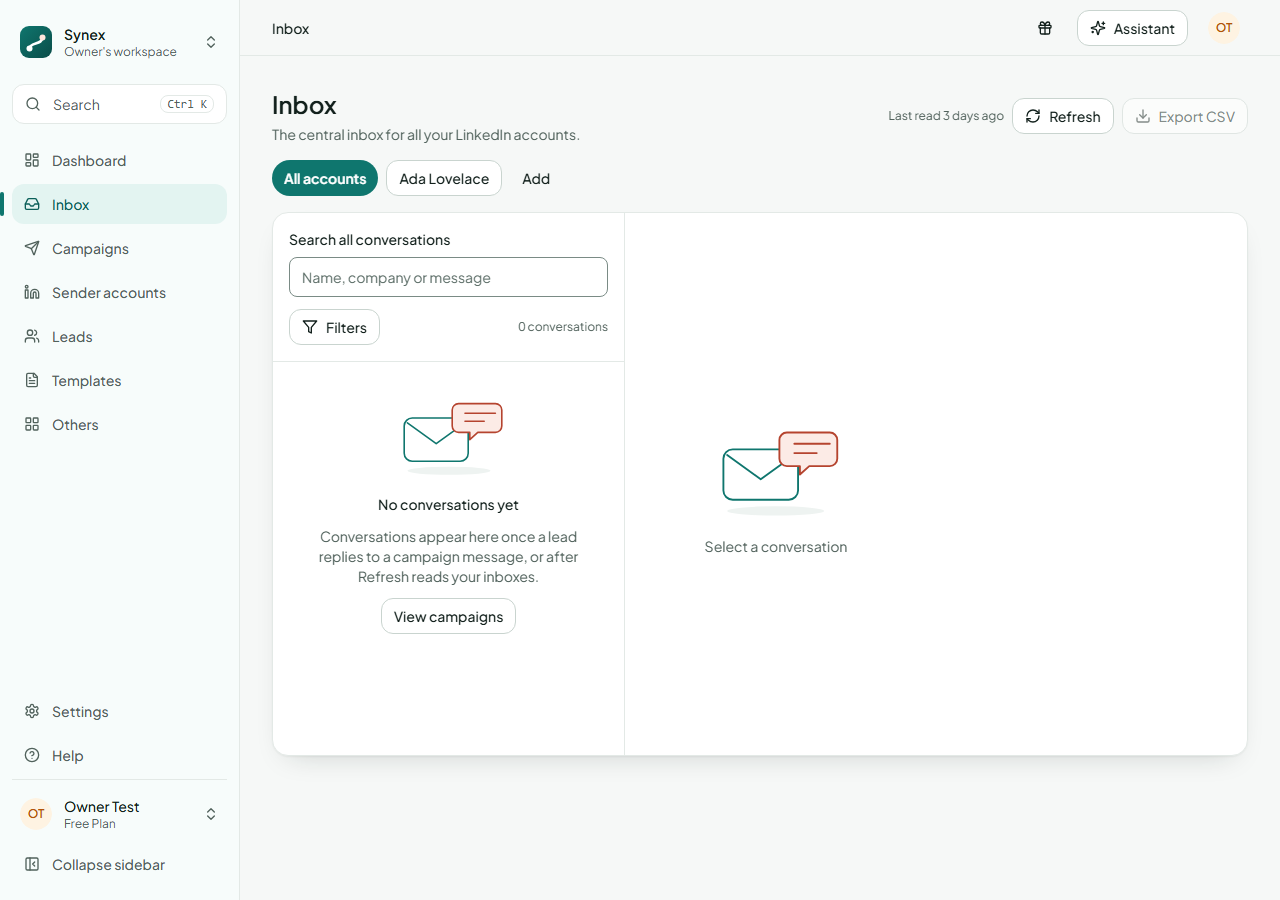 Synex
Owner's workspace
Search
Ctrl K
Dashboard
Inbox
Campaigns
Sender accounts
Leads
Templates
Others
Settings
Help
OT
Owner Test
Free Plan
Collapse sidebar
Inbox
Assistant
OT
Inbox
The central inbox for all your LinkedIn accounts.
Last read 3 days ago
Refresh
Export CSV
All accounts
Ada Lovelace
Add
Search all conversations
Name, company or message
Filters
0 conversations
No conversations yet
Conversations appear here once a lead
replies to a campaign message, or after
Refresh reads your inboxes.
View campaigns
Select a conversation